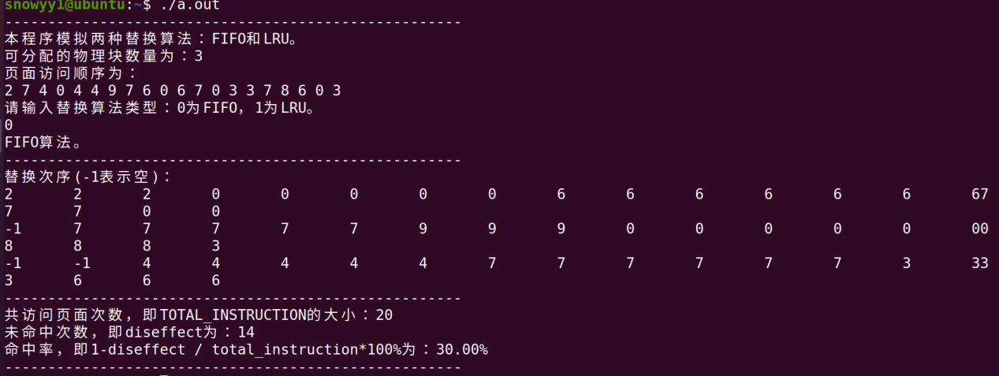 snowyyl@ubuntu:~$ ./a.out
------------------------------------------------------
本程序模拟两种替换算法：FIFO和LRU。
可分配的物理块数量为：3
页面访问顺序为：
2 7 4 0 4 4 9 7 6 0 6 7 0 3 3 7 8 6 0 3
请输入替换算法类型：0为FIFO，1为LRU。
0
FIFO算法。
------------------------------------------------------
替换次序(-1表示空)：
2 2 2 0 0 0 0 0 6 6 6 6 6 6 67
7 7 0 0
-1 7 7 7 7 7 9 9 9 0 0 0 0 0 00
8 8 8 3
-1 -1 4 4 4 4 4 7 7 7 7 7 7 3 33
3 6 6 6
------------------------------------------------------
共访问页面次数，即TOTAL_INSTRUCTION的大小：20
未命中次数，即diseffect为：14
命中率，即1-diseffect / total_instruction*100%为：30.00%
------------------------------------------------------